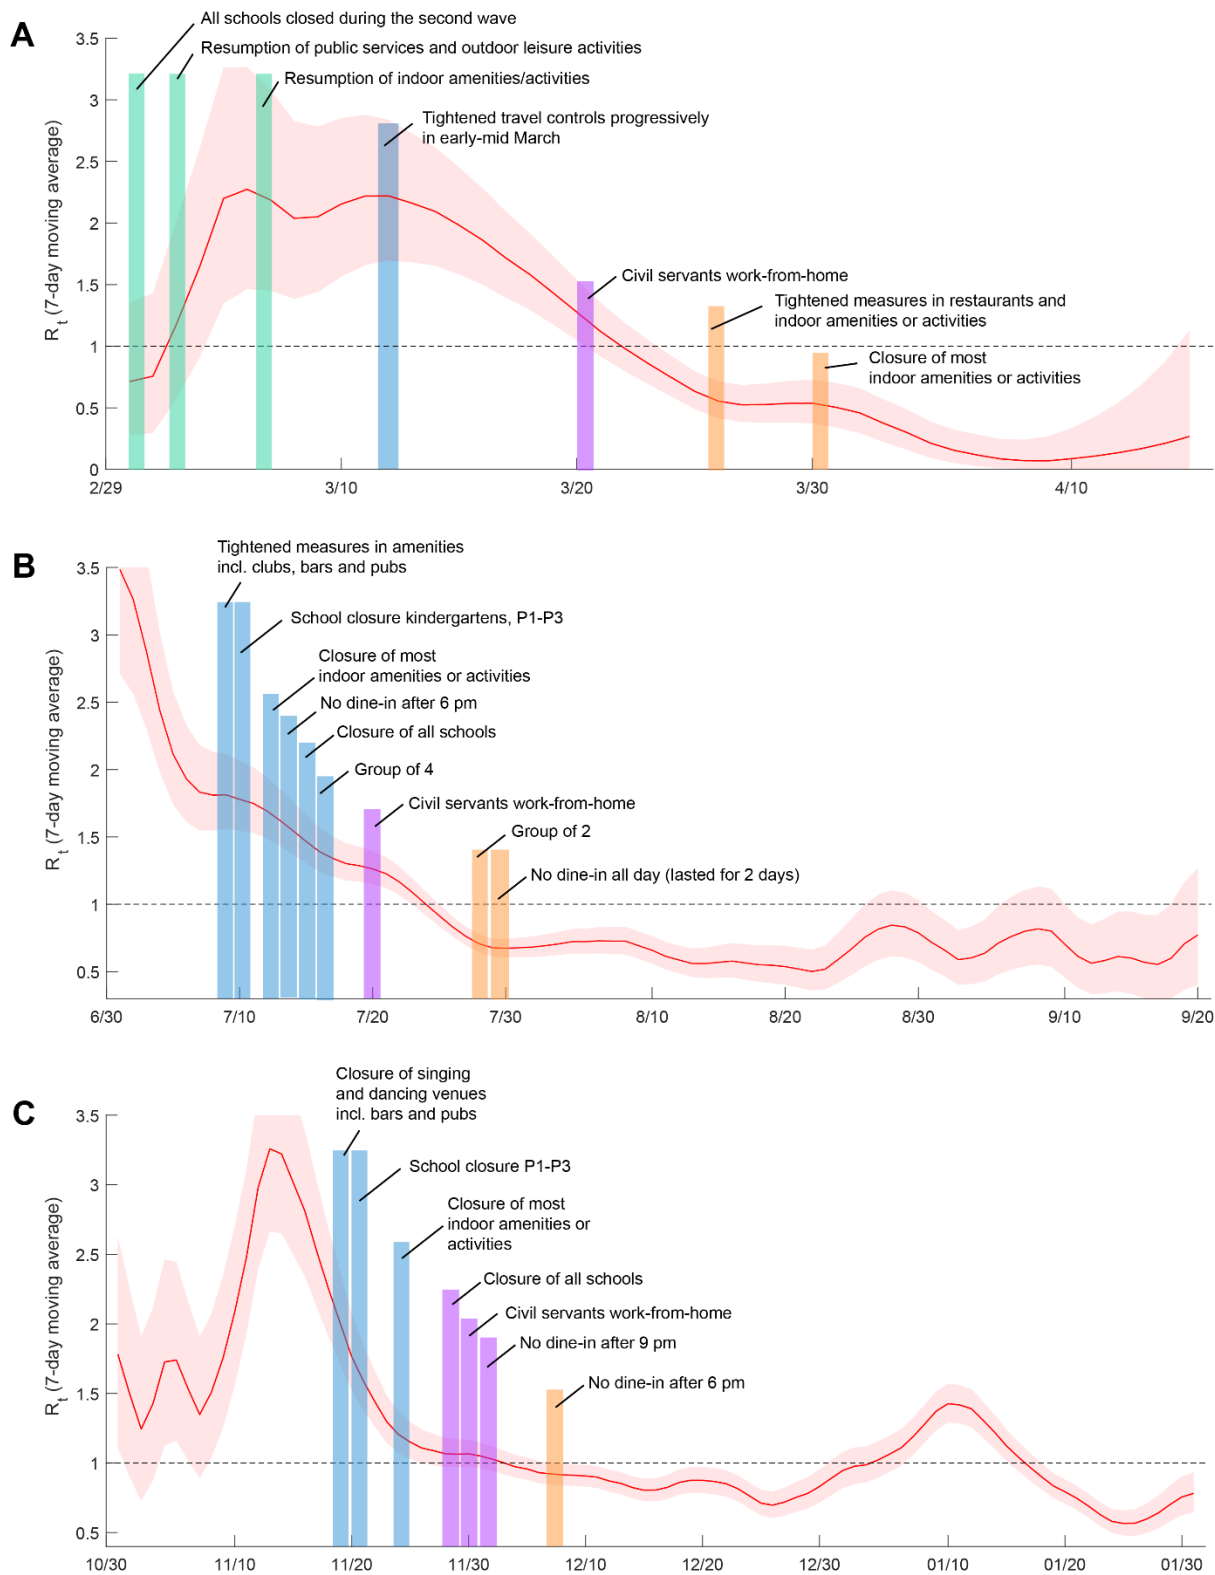 A
All schools closed during the second wave
Resumption of public services and outdoor leisure activities
Resumption of indoor amenities/activities
Tightened travel controls progressively
in early-mid March
Civil servants work-from-home
Tightened measures in restaurants and
indoor amenities or activities
Closure of most
indoor amenities or activities
R t (7-day moving average)
3.5
3
2.5
2
1.5
1
0.5
0
2/29 3/10 3/20 3/30 4/10
B
Tightened measures in amenities
incl. clubs, bars and pubs
School closure kindergartens, P1-P3
Closure of most
indoor amenities or activities
No dine-in after 6 pm
Closure of all schools
Group of 4
Civil servants work-from-home
Group of 2
No dine-in all day (lasted for 2 days)
R t (7-day moving average)
3.5
3
2.5
2
1.5
1
0.5
6/30 7/10 7/20 7/30 8/10 8/20 8/30 9/10 9/20
C
Closure of singing
and dancing venues
incl. bars and pubs
School closure P1-P3
Closure of most
indoor amenities or
activities
Closure of all schools
Civil servants work-from-home
No dine-in after 9 pm
No dine-in after 6 pm
R t (7-day moving average)
3.5
3
2.5
2
1.5
1
0.5
10/30 11/10 11/20 11/30 12/10 12/20 12/30 01/10 01/20 01/30